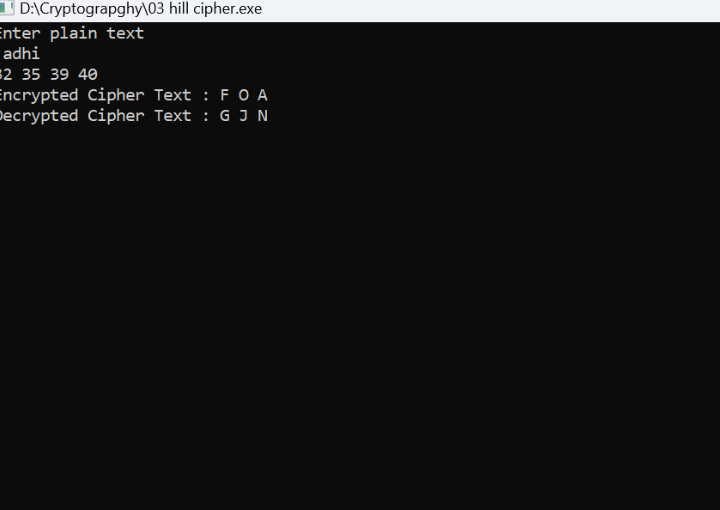 D:\Cryptograpghy\03 hill cipher.exe
Enter plain text
adhi
32 35 39 40
Encrypted Cipher Text : F O A
Decrypted Cipher Text : G J N